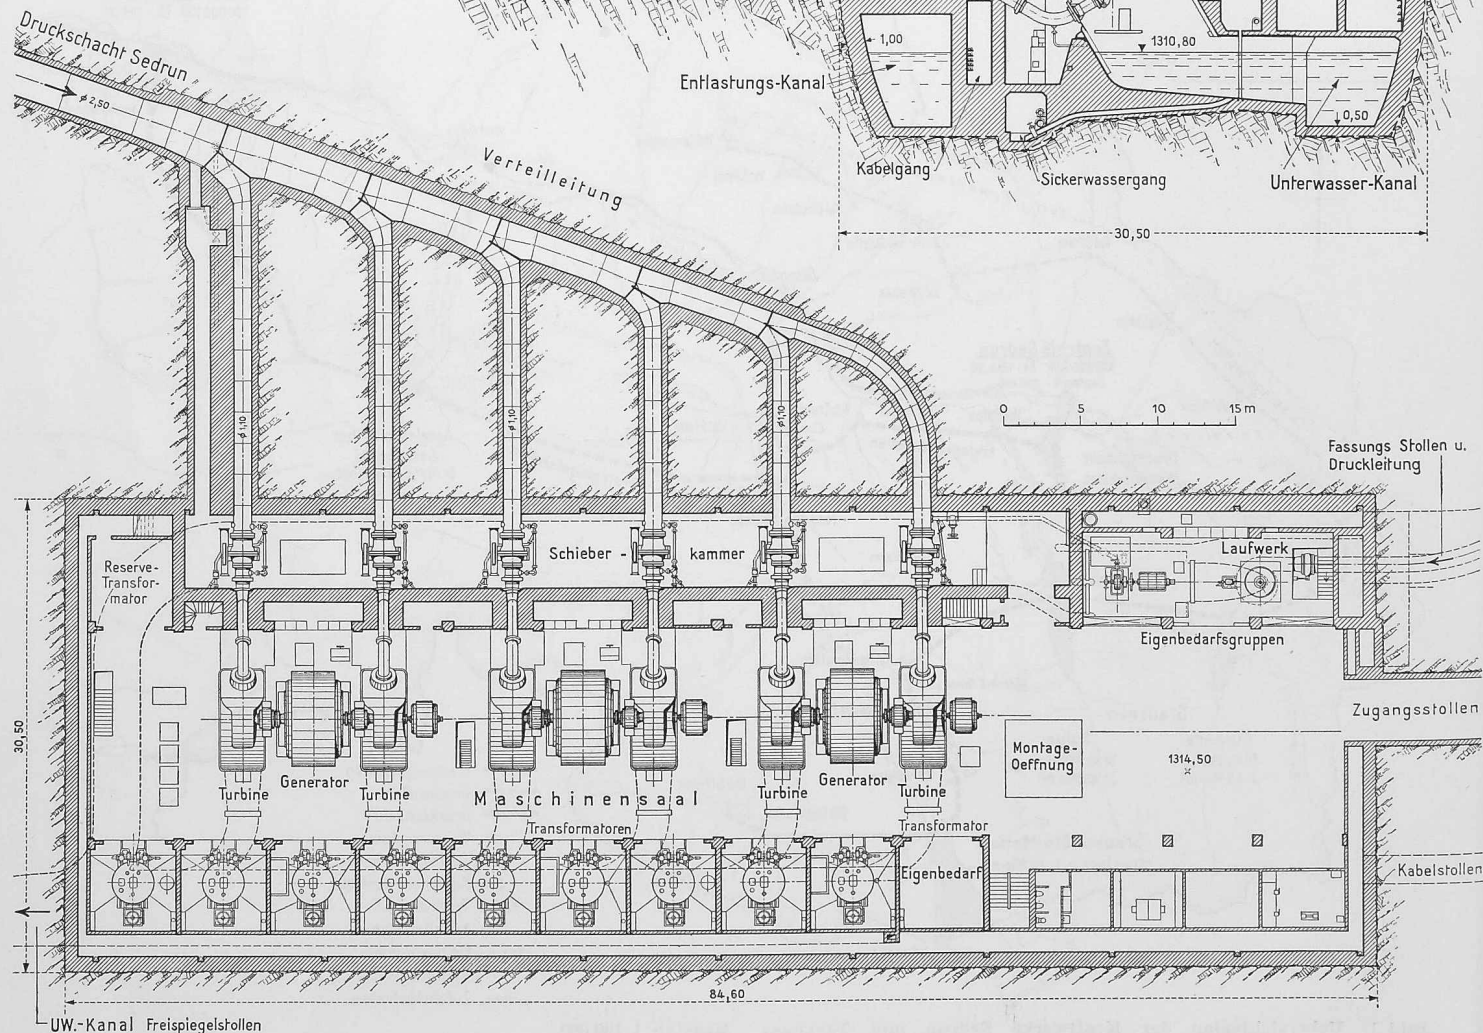 Druckschacht Sedrun
ø 2,50
Verteilleitung
1,00
1310,80
Entlastungs-Kanal
0,50
Kabelgang
Sickerwassergang
Unterwasser-Kanal
30,50
0 5 10 15 m
Fassungs Stollen u.
Druckleitung
ø 1,10
ø 1,10
ø 1,10
Reserve-
Transfor-
mator
Schieber - kammer
Laufwerk
Eigenbedarfsgruppen
Zugangsstollen
30,50
Montage-
Oeffnung
1314,50
Generator
Generator
Turbine
Turbine
Turbine
Turbine
Maschinensaal
Transformatoren
Transformator
Eigenbedarf
Kabelstollen
84,60
UW.-Kanal Freispiegelstollen